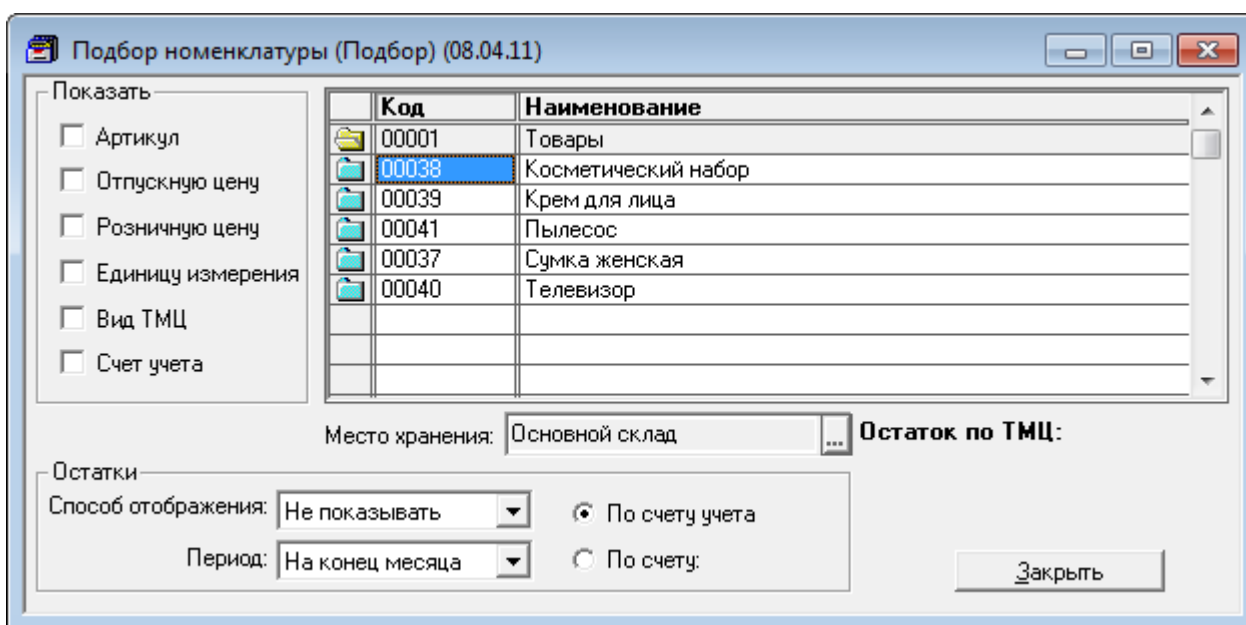 Подбор номенклатуры (Подбор) (08.04.11)
Показать
Артикул
Отпускную цену
Розничную цену
Единицу измерения
Вид ТМЦ
Счет учета
Код Наименование
00001 Товары
00038 Косметический набор
00039 Крем для лица
00041 Пылесос
00037 Сумка женская
00040 Телевизор
Место хранения: Основной склад ... Остаток по ТМЦ:
Остатки
Способ отображения: Не показывать По счету учета
Период: На конец месяца По счету:
Закрыть